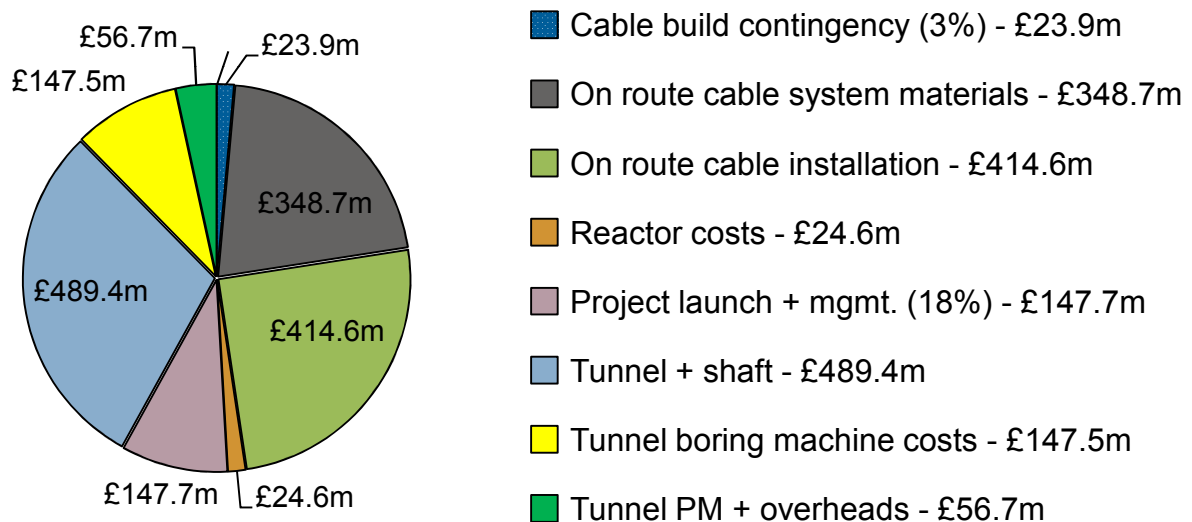 £56.7m
£23.9m
£147.5m
£348.7m
£489.4m
£414.6m
£147.7m
£24.6m
Cable build contingency (3%) - £23.9m
On route cable system materials - £348.7m
On route cable installation - £414.6m
Reactor costs - £24.6m
Project launch + mgmt. (18%) - £147.7m
Tunnel + shaft - £489.4m
Tunnel boring machine costs - £147.5m
Tunnel PM + overheads - £56.7m